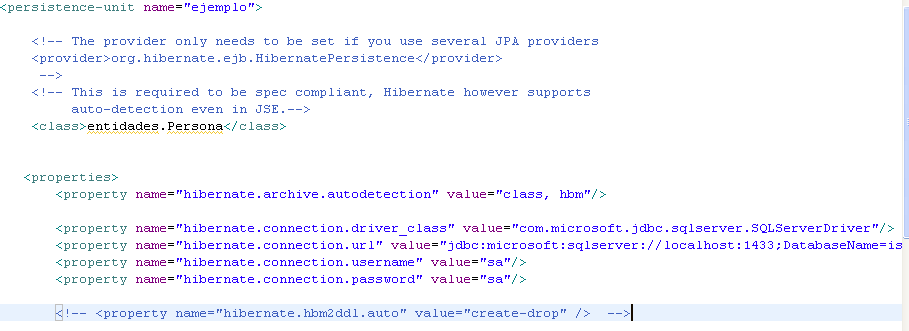 <persistence-unit name="ejemplo">
<!-- The provider only needs to be set if you use several JPA providers
<provider>org.hibernate.ejb.HibernatePersistence</provider>
-->
<!-- This is required to be spec compliant, Hibernate however supports
auto-detection even in JSE.-->
<class>entidades.Persona</class>
<properties>
<property name="hibernate.archive.autodetection" value="class, hbm"/>
<property name="hibernate.connection.driver_class" value="com.microsoft.jdbc.sqlserver.SQLServerDriver"/>
<property name="hibernate.connection.url" value="jdbc:microsoft:sqlserver://localhost:1433;DatabaseName=is
<property name="hibernate.connection.username" value="sa"/>
<property name="hibernate.connection.password" value="sa"/>
<!-- <property name="hibernate.hbm2ddl.auto" value="create-drop" /> -->